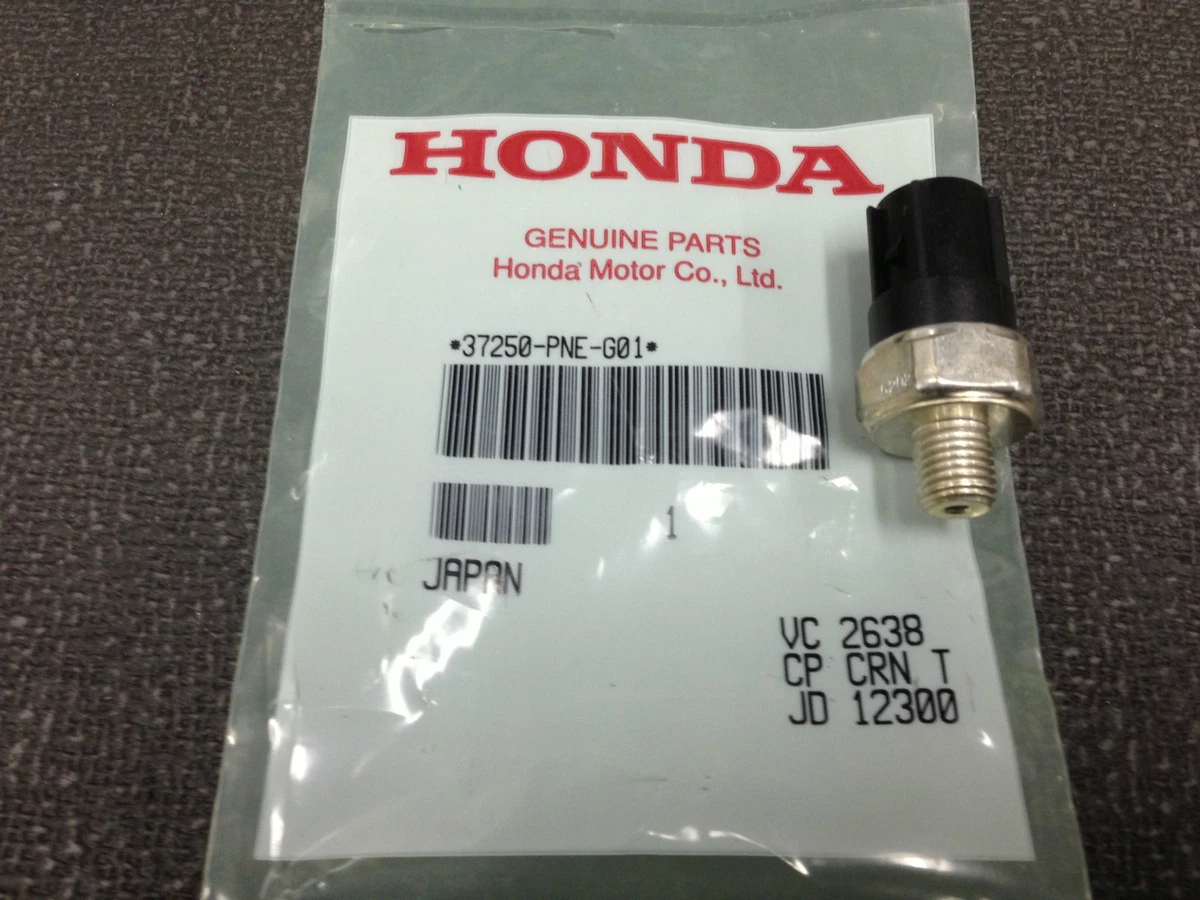 HONDA
GENUINE PARTS
Honda Motor Co., Ltd.
*37250-PNE-G01*
1
JAPAN
VC 2638
CP CRN T
JD 12300